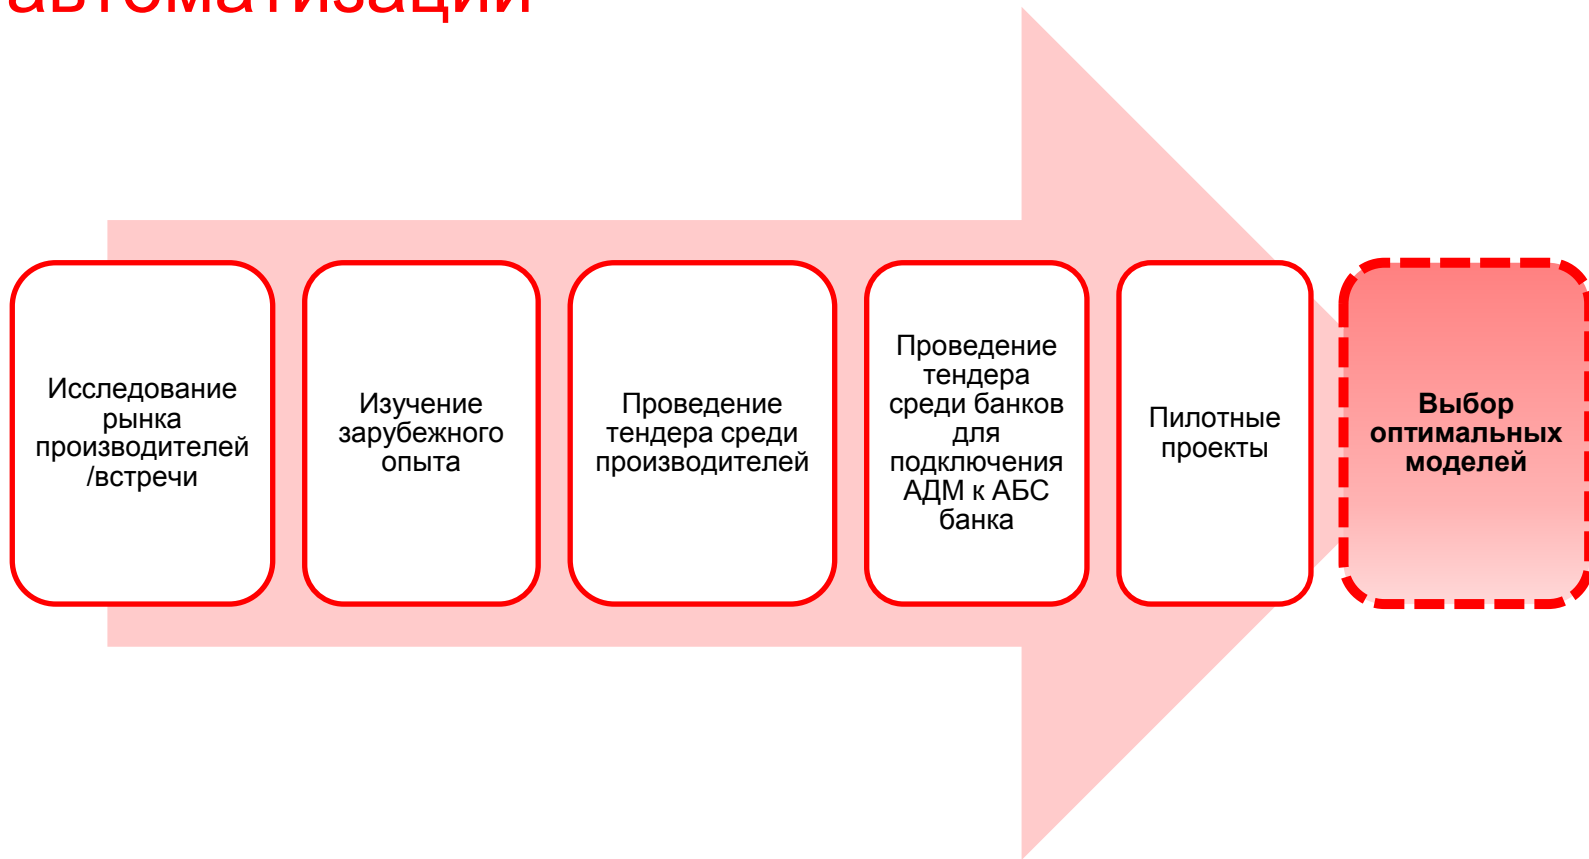 автоматизации
Исследование
рынка
производителей
/встречи
Изучение
зарубежного
опыта
Проведение
тендера среди
производителей
Проведение
тендера
среди банков
для
подключения
АДМ к АБС
банка
Пилотные
проекты
Выбор
оптимальных
моделей